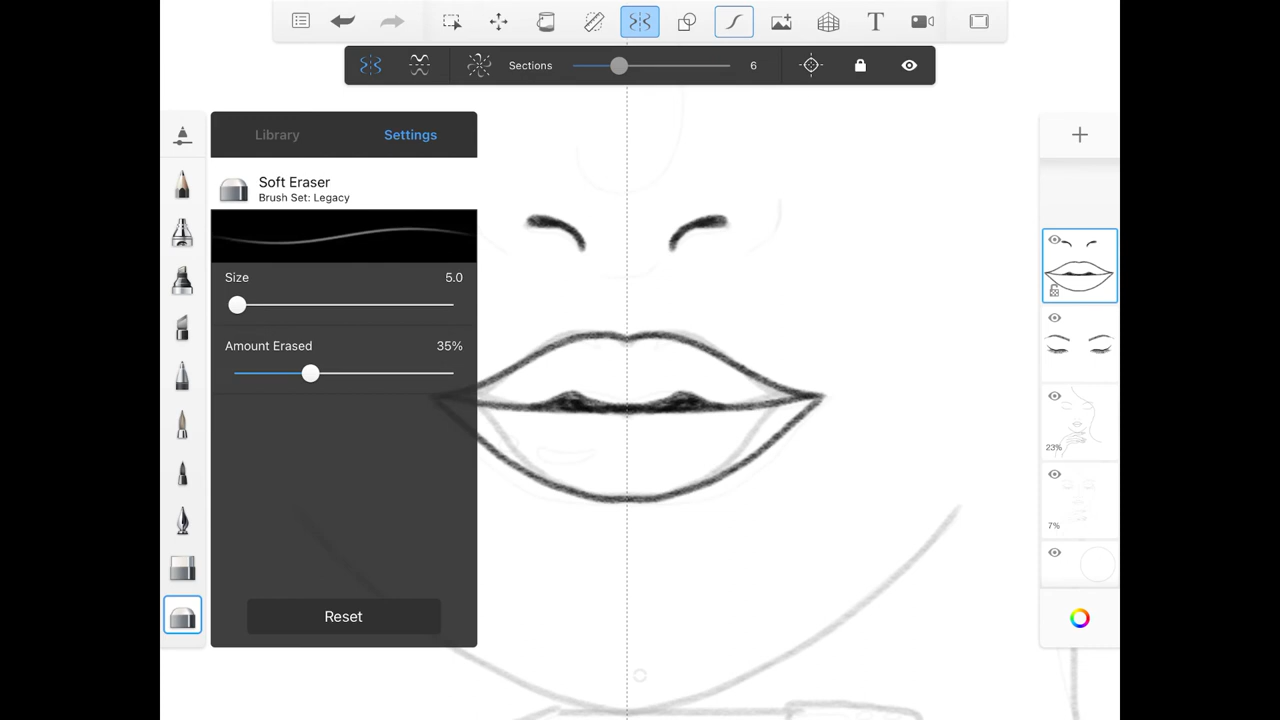 T
Sections 6
Library Settings
Soft Eraser
Brush Set: Legacy
Size 5.0
Amount Erased 35%
Reset
23%
7%